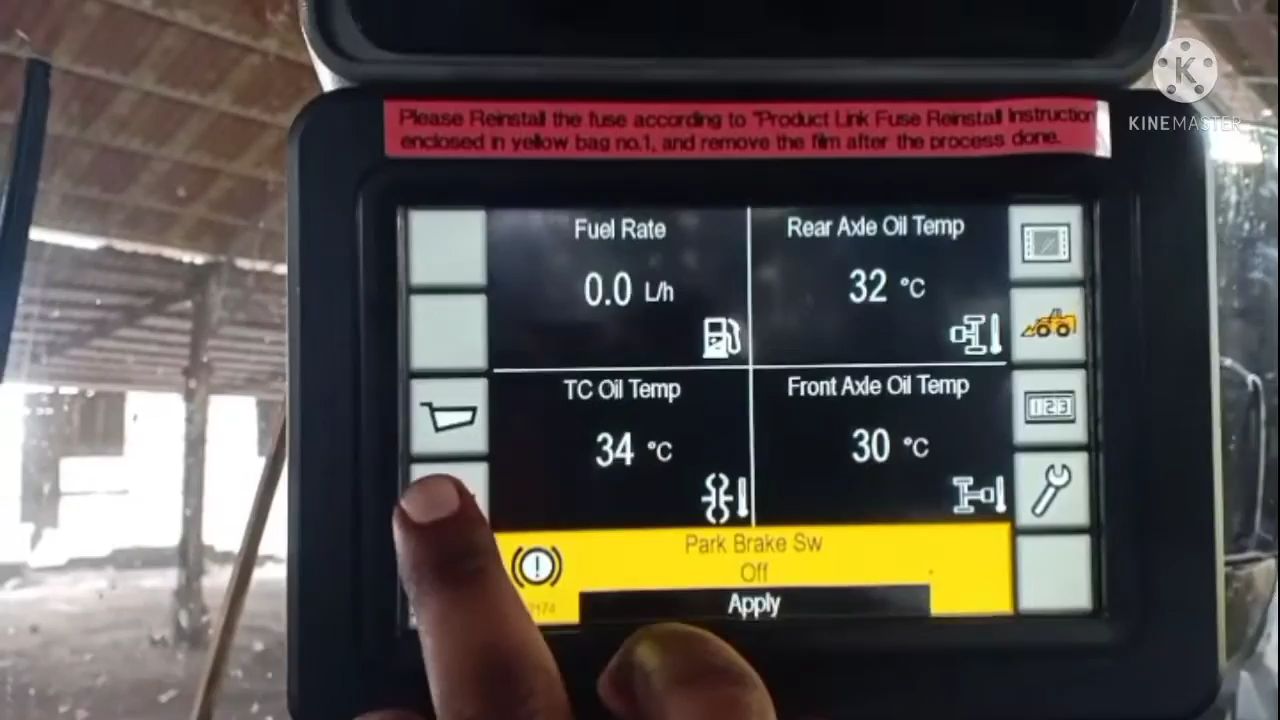 K
KINEMASTER
Please Reinstall the fuse according to "Product Link Fuse Reinstall Instruction
enclosed in yellow bag no.1, and remove the film after the process done.
Fuel Rate
0.0 L/h
Rear Axle Oil Temp
32 °C
TC Oil Temp
34 °C
Front Axle Oil Temp
30 °C
123
Park Brake Sw
Off
Apply